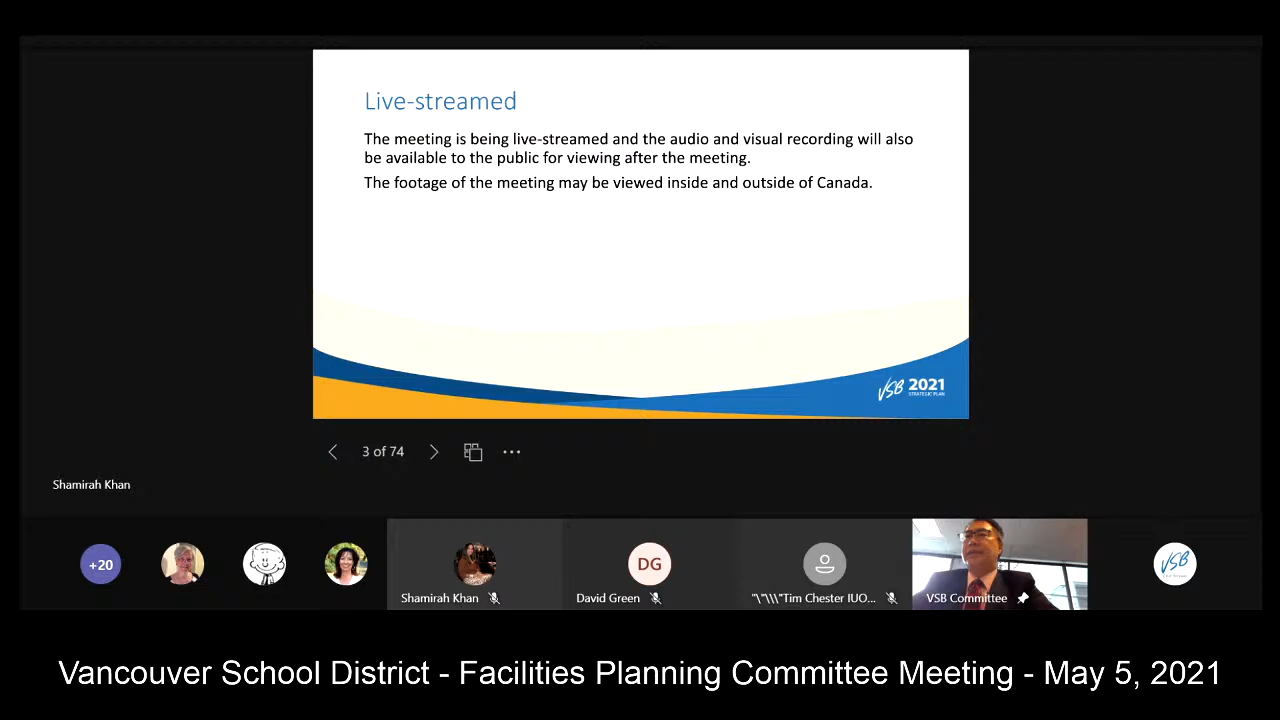 Live-streamed
The meeting is being live-streamed and the audio and visual recording will also
be available to the public for viewing after the meeting.
The footage of the meeting may be viewed inside and outside of Canada.
VSB 2021
STRATEGIC PLAN
3 of 74
Shamirah Khan
+20
DG
VSB
Shamirah Khan
David Green
"\"\\\"Tim Chester IUO...
VSB Committee
Vancouver School District - Facilities Planning Committee Meeting - May 5, 2021